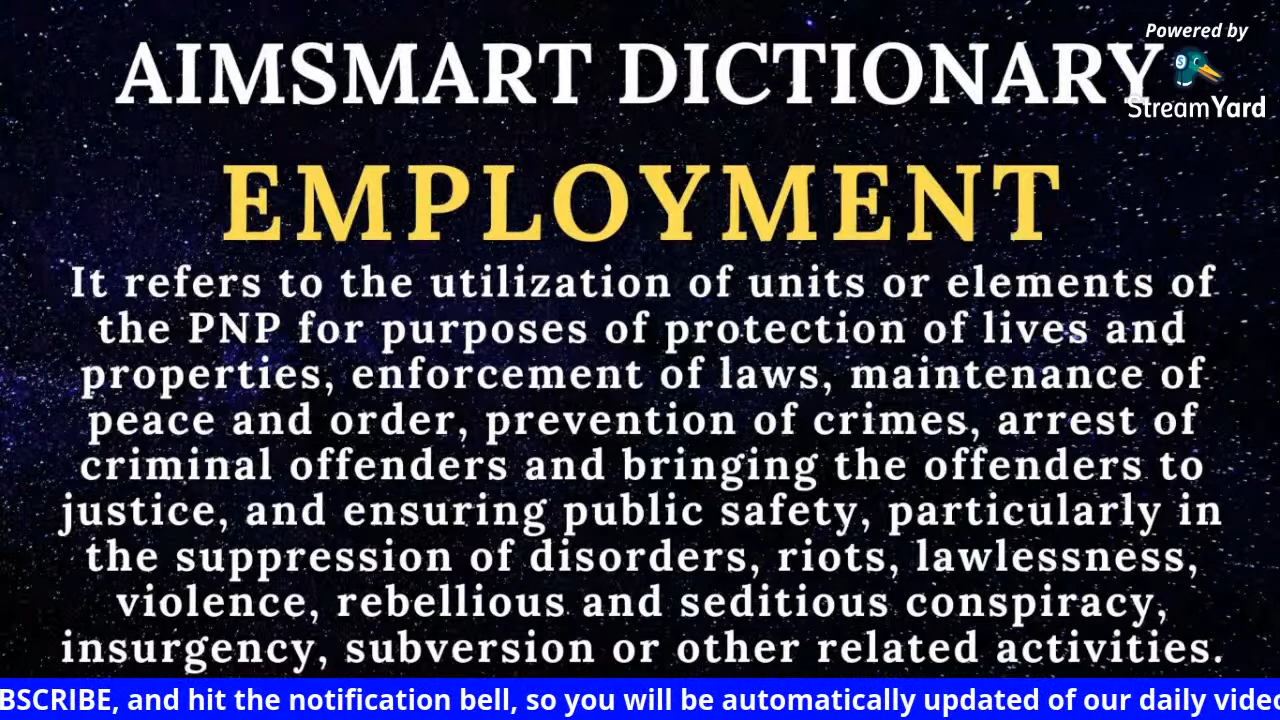 Powered by
AIMSMART DICTIONARY
StreamYard
EMPLOYMENT
It refers to the utilization of units or elements of
the PNP for purposes of protection of lives and
properties, enforcement of laws, maintenance of
peace and order, prevention of crimes, arrest of
criminal offenders and bringing the offenders to
justice, and ensuring public safety, particularly in
the suppression of disorders, riots, lawlessness,
violence, rebellious and seditious conspiracy,
insurgency, subversion or other related activities.
BSCRIBE, and hit the notification bell, so you will be automatically updated of our daily video